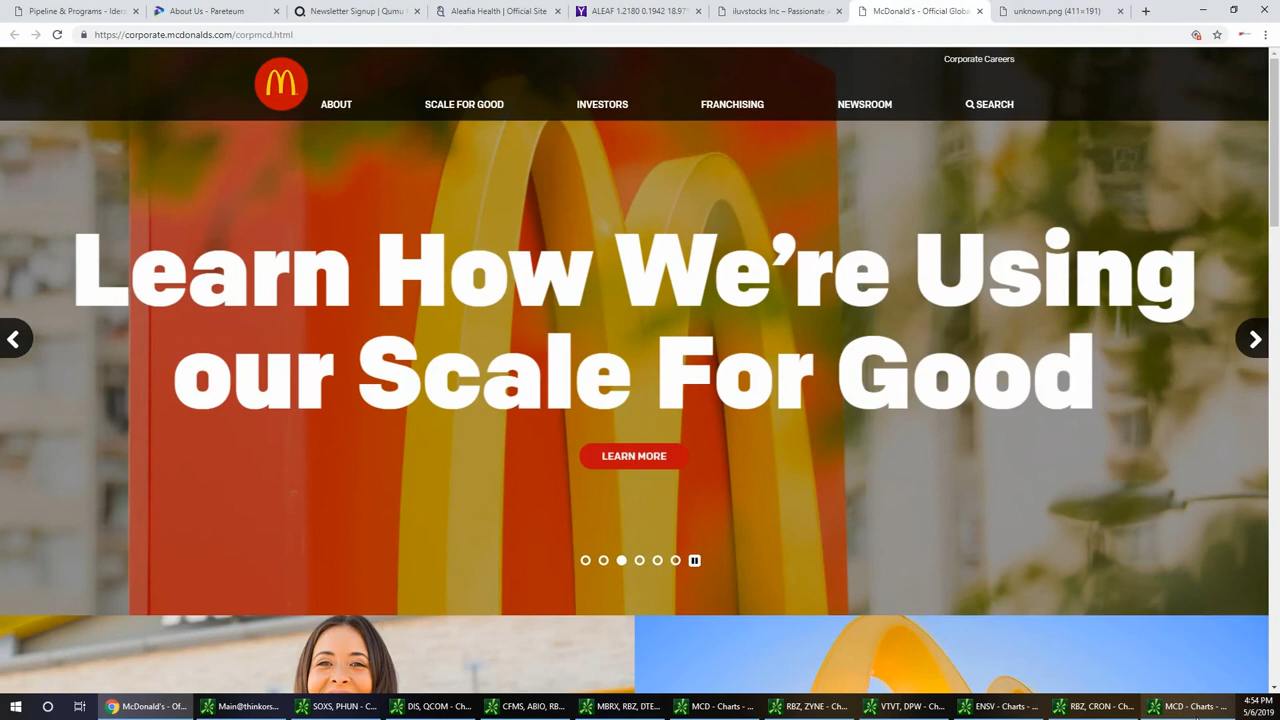 Pipeline & Programs - Ider
About Us - Pareteum
Newsletter Signup | Qumu
Aleafia Health | Official Site
ALEAF 1.2180 0.1942 18.97%
iluvstocks Inc – Passionate
McDonald's - Official Globa
unknown.png (411×191)
https://corporate.mcdonalds.com/corpmcd.html
Corporate Careers
ABOUT
SCALE FOR GOOD
INVESTORS
FRANCHISING
NEWSROOM
SEARCH
Learn How We're Using
our Scale For Good
LEARN MORE
McDonald's - Of...
Main@thinkors...
SOXS, PHUN - C...
DIS, QCOM - Ch...
CFMS, ABIO, RB...
MBRX, RBZ, DTE...
MCD - Charts - ...
RBZ, ZYNE - Ch...
VTVT, DPW - Ch...
ENSV - Charts - ...
RBZ, CRON - Ch...
MCD - Charts - ...
4:54 PM
5/6/2019